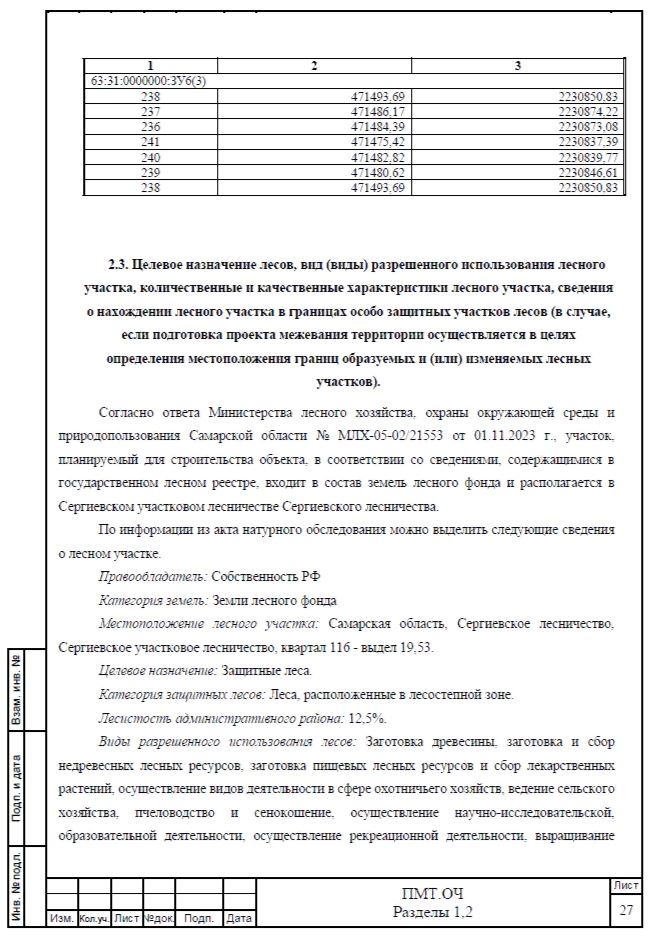 1 2 3
63:31:0000000:ЗУ6(3)
238 471493,69 2230850,83
237 471486,17 2230874,22
236 471484,39 2230873,08
241 471475,42 2230837,39
240 471482,82 2230839,77
239 471480,62 2230846,61
238 471493,69 2230850,83
2.3. Целевое назначение лесов, вид (виды) разрешенного использования лесного
участка, количественные и качественные характеристики лесного участка, сведения
о нахождении лесного участка в границах особо защитных участков лесов (в случае,
если подготовка проекта межевания территории осуществляется в целях
определения местоположения границ образуемых и (или) изменяемых лесных
участков).
Согласно ответа Министерства лесного хозяйства, охраны окружающей среды и
природопользования Самарской области № МЛХ-05-02/21553 от 01.11.2023 г., участок,
планируемый для строительства объекта, в соответствии со сведениями, содержащимися в
государственном лесном реестре, входит в состав земель лесного фонда и располагается в
Сергиевском участковом лесничестве Сергиевского лесничества.
По информации из акта натурного обследования можно выделить следующие сведения
о лесном участке.
Правообладатель: Собственность РФ
Категория земель: Земли лесного фонда
Местоположение лесного участка: Самарская область, Сергиевское лесничество,
Сергиевское участковое лесничество, квартал 116 - выдел 19,53.
Целевое назначение: Защитные леса.
Категория защитных лесов: Леса, расположенные в лесостепной зоне.
Лесистость административного района: 12,5%.
Виды разрешенного использования лесов: Заготовка древесины, заготовка и сбор
недревесных лесных ресурсов, заготовка пищевых лесных ресурсов и сбор лекарственных
растений, осуществление видов деятельности в сфере охотничьего хозяйств, ведение сельского
хозяйства, пчеловодство и сенокошение, осуществление научно-исследовательской,
образовательной деятельности, осуществление рекреационной деятельности, выращивание
Взам. инв. №
Подп. и дата
Инв. № подл.
Изм. Кол.уч. Лист №док. Подп. Дата
ПМТ.ОЧ
Разделы 1,2
Лист
27